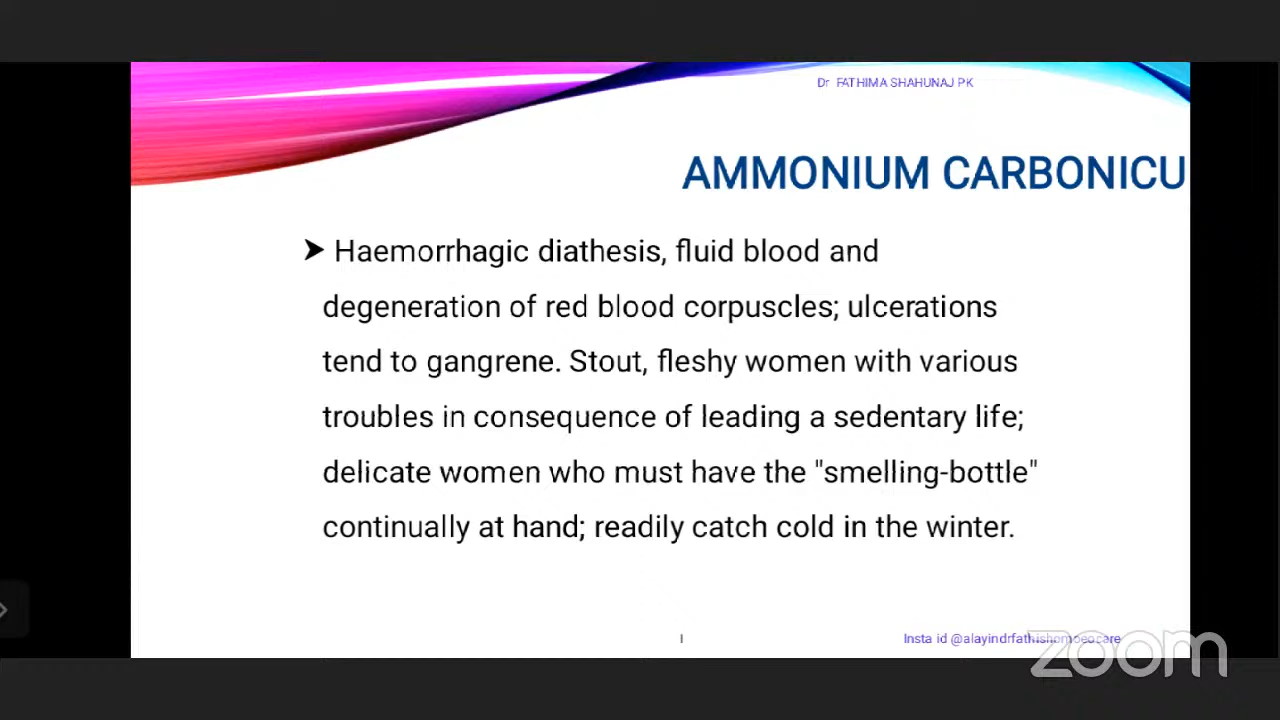 Dr FATHIMA SHAHUNAJ PK
AMMONIUM CARBONICU
➤ Haemorrhagic diathesis, fluid blood and
degeneration of red blood corpuscles; ulcerations
tend to gangrene. Stout, fleshy women with various
troubles in consequence of leading a sedentary life;
delicate women who must have the "smelling-bottle"
continually at hand; readily catch cold in the winter.
Insta id @alayindrfathishomoeocare
zoom